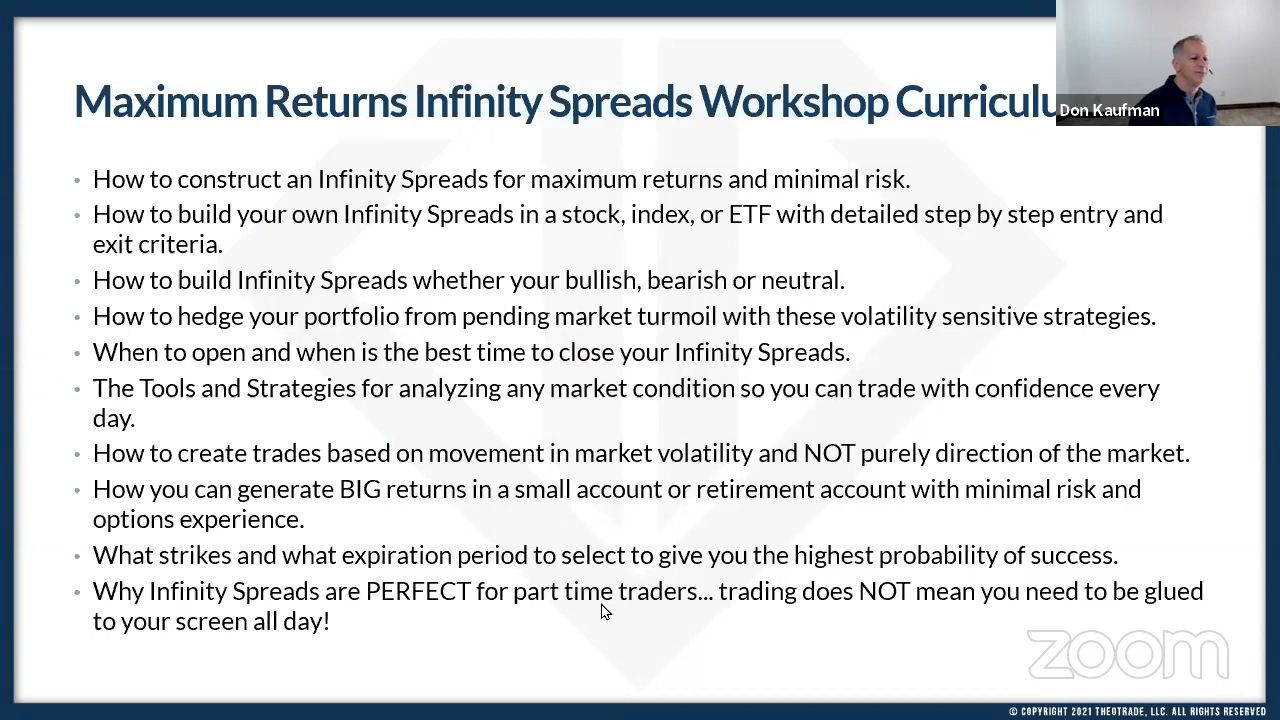 Maximum Returns Infinity Spreads Workshop Curriculu
Don Kaufman
• How to construct an Infinity Spreads for maximum returns and minimal risk.
• How to build your own Infinity Spreads in a stock, index, or ETF with detailed step by step entry and
exit criteria.
• How to build Infinity Spreads whether your bullish, bearish or neutral.
• How to hedge your portfolio from pending market turmoil with these volatility sensitive strategies.
• When to open and when is the best time to close your Infinity Spreads.
• The Tools and Strategies for analyzing any market condition so you can trade with confidence every
day.
• How to create trades based on movement in market volatility and NOT purely direction of the market.
• How you can generate BIG returns in a small account or retirement account with minimal risk and
options experience.
• What strikes and what expiration period to select to give you the highest probability of success.
• Why Infinity Spreads are PERFECT for part time traders... trading does NOT mean you need to be glued
to your screen all day!
zoom
© COPYRIGHT 2021 THEOTRADE, LLC. ALL RIGHTS RESERVED